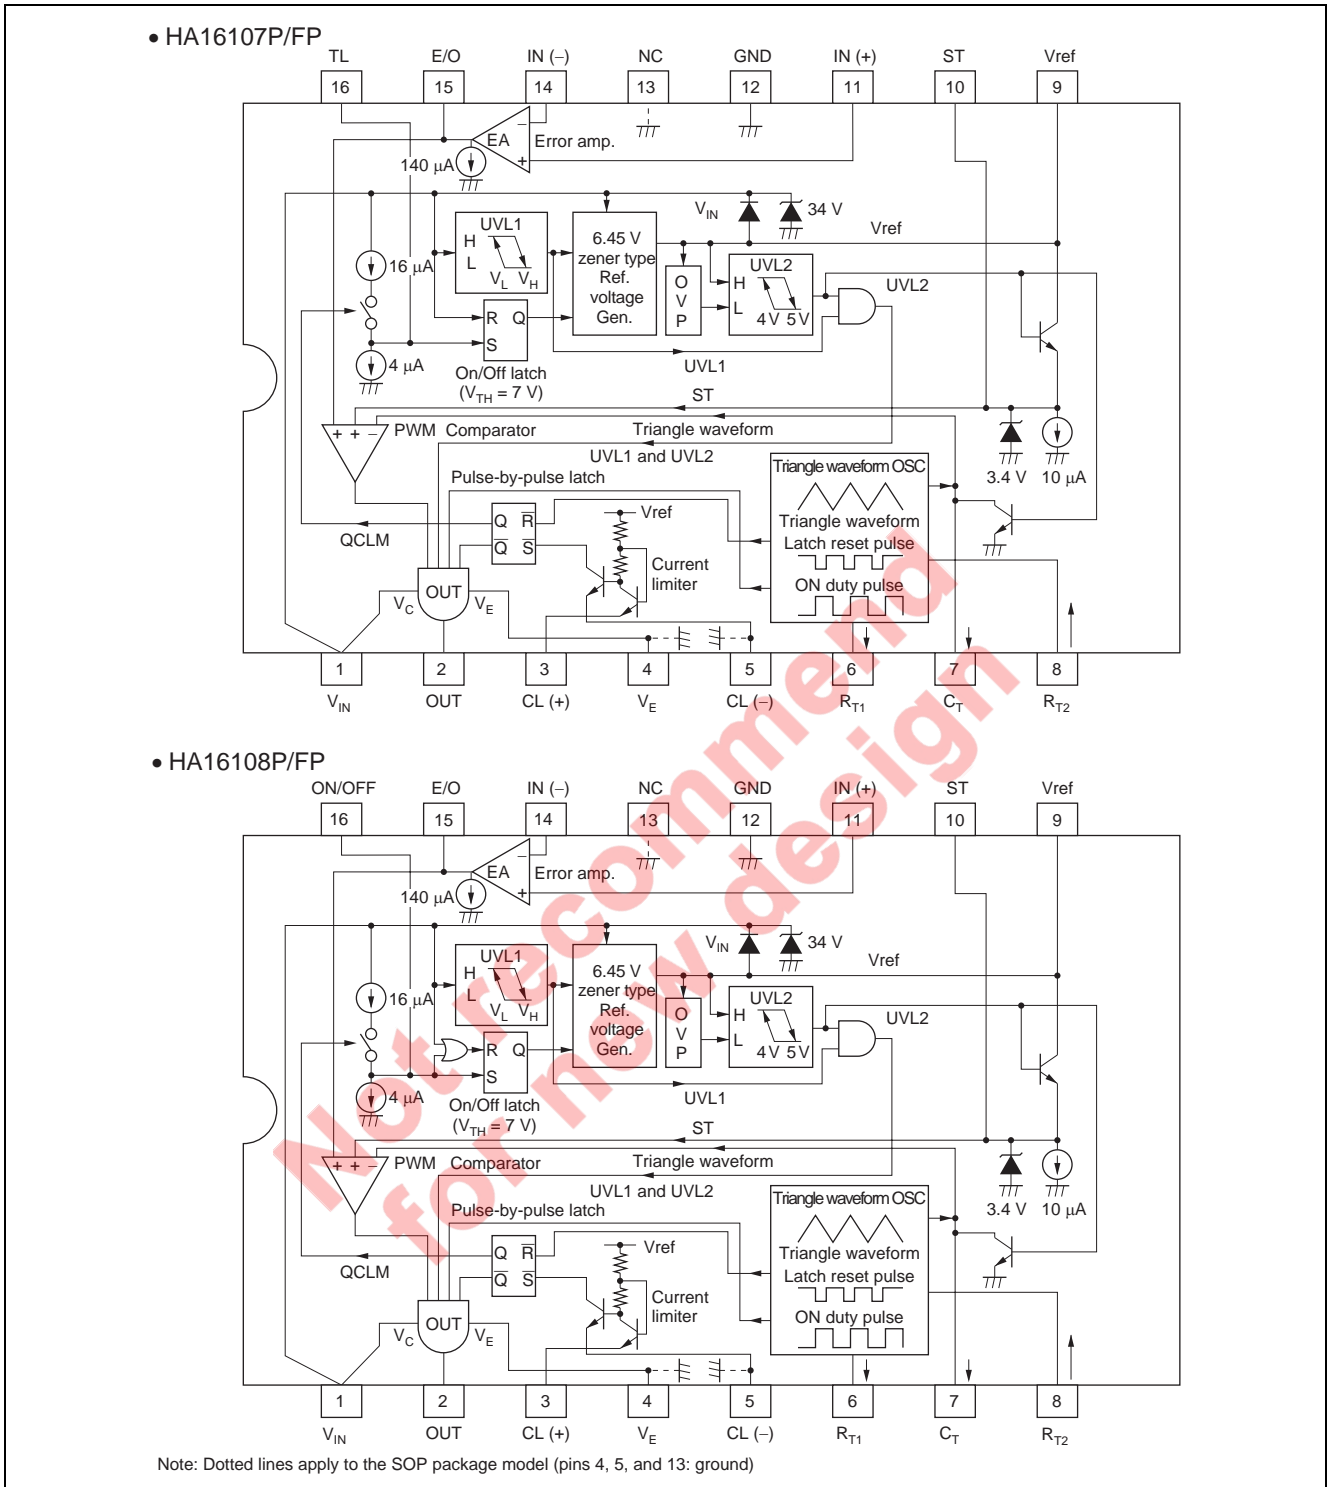 • HA16107P/FP
TL E/O IN (−) NC GND IN (+) ST Vref
16 15 14 13 12 11 10 9
EA Error amp.
140 μA
VIN 34 V
Vref
UVL1
H
L
VL VH
6.45 V
zener type
Ref.
voltage
Gen.
O
V
P
UVL2
H
L
4 V 5 V
UVL2
16 μA
R Q
S
4 μA
On/Off latch
(VTH = 7 V)
UVL1
ST
+ + −
PWM Comparator
Triangle waveform
UVL1 and UVL2
3.4 V 10 μA
Pulse-by-pulse latch
Triangle waveform OSC
Triangle waveform
Latch reset pulse
ON duty pulse
Q R
Q S
QCLM
Vref
Current
limiter
OUT
VC VE
1 2 3 4 5 6 7 8
VIN OUT CL (+) VE CL (−) RT1 CT RT2
• HA16108P/FP
ON/OFF E/O IN (−) NC GND IN (+) ST Vref
16 15 14 13 12 11 10 9
EA Error amp.
140 μA
VIN 34 V
Vref
UVL1
H
L
VL VH
6.45 V
zener type
Ref.
voltage
Gen.
O
V
P
UVL2
H
L
4 V 5 V
UVL2
16 μA
R Q
S
4 μA
On/Off latch
(VTH = 7 V)
UVL1
ST
+ + −
PWM Comparator
Triangle waveform
UVL1 and UVL2
3.4 V 10 μA
Pulse-by-pulse latch
Triangle waveform OSC
Triangle waveform
Latch reset pulse
ON duty pulse
Q R
Q S
QCLM
Vref
Current
limiter
OUT
VC VE
1 2 3 4 5 6 7 8
VIN OUT CL (+) VE CL (−) RT1 CT RT2
Note: Dotted lines apply to the SOP package model (pins 4, 5, and 13: ground)
Not recommend
for new design